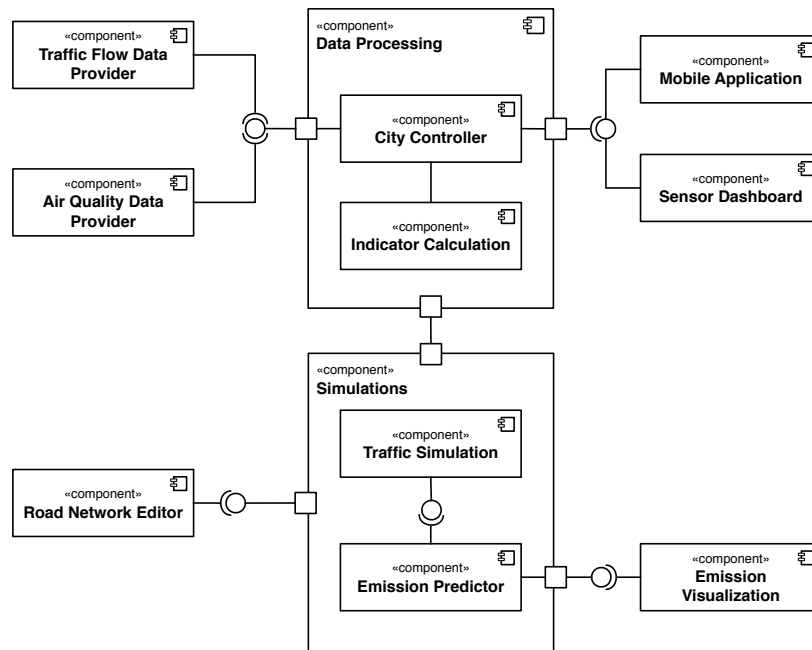 «component»
Traffic Flow Data
Provider
«component»
Air Quality Data
Provider
«component»
Data Processing
«component»
City Controller
«component»
Indicator Calculation
«component»
Mobile Application
«component»
Sensor Dashboard
«component»
Simulations
«component»
Traffic Simulation
«component»
Road Network Editor
«component»
Emission Predictor
«component»
Emission
Visualization